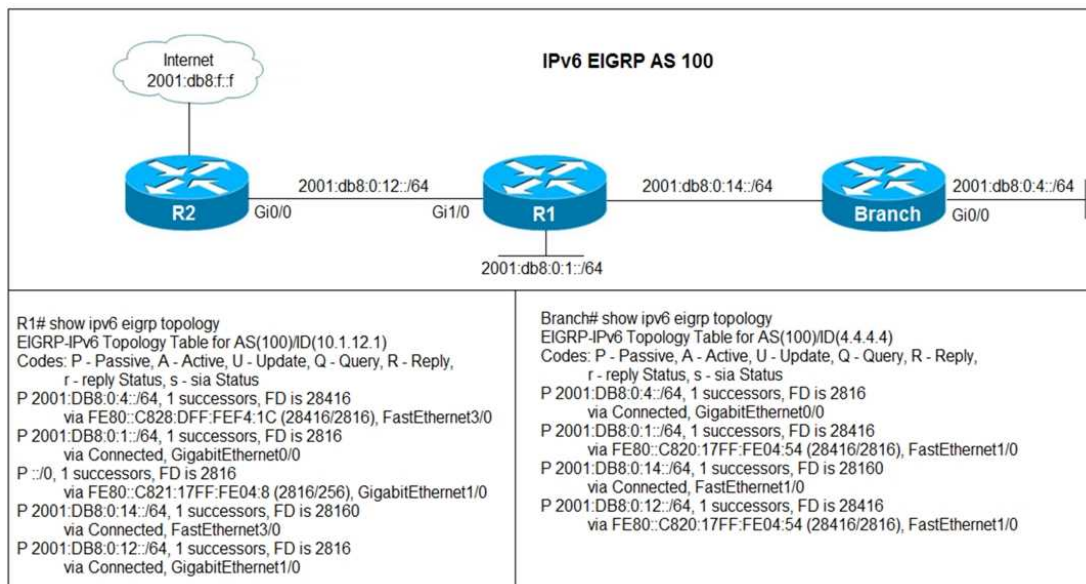 Internet
2001:db8:f::f
IPv6 EIGRP AS 100
2001:db8:0:12::/64
2001:db8:0:14::/64
2001:db8:0:4::/64
R2
Gi0/0
Gi1/0
R1
Branch
Gi0/0
2001:db8:0:1::/64
R1# show ipv6 eigrp topology
EIGRP-IPv6 Topology Table for AS(100)/ID(10.1.12.1)
Codes: P - Passive, A - Active, U - Update, Q - Query, R - Reply,
r - reply Status, s - sia Status
P 2001:DB8:0:4::/64, 1 successors, FD is 28416
via FE80::C828:DFF:FEF4:1C (28416/2816), FastEthernet3/0
P 2001:DB8:0:1::/64, 1 successors, FD is 2816
via Connected, GigabitEthernet0/0
P ::/0, 1 successors, FD is 2816
via FE80::C821:17FF:FE04:8 (2816/256), GigabitEthernet1/0
P 2001:DB8:0:14::/64, 1 successors, FD is 28160
via Connected, FastEthernet3/0
P 2001:DB8:0:12::/64, 1 successors, FD is 2816
via Connected, GigabitEthernet1/0
Branch# show ipv6 eigrp topology
EIGRP-IPv6 Topology Table for AS(100)/ID(4.4.4.4)
Codes: P - Passive, A - Active, U - Update, Q - Query, R - Reply,
r - reply Status, s - sia Status
P 2001:DB8:0:4::/64, 1 successors, FD is 2816
via Connected, GigabitEthernet0/0
P 2001:DB8:0:1::/64, 1 successors, FD is 28416
via FE80::C820:17FF:FE04:54 (28416/2816), FastEthernet1/0
P 2001:DB8:0:14::/64, 1 successors, FD is 28160
via Connected, FastEthernet1/0
P 2001:DB8:0:12::/64, 1 successors, FD is 28416
via FE80::C820:17FF:FE04:54 (28416/2816), FastEthernet1/0